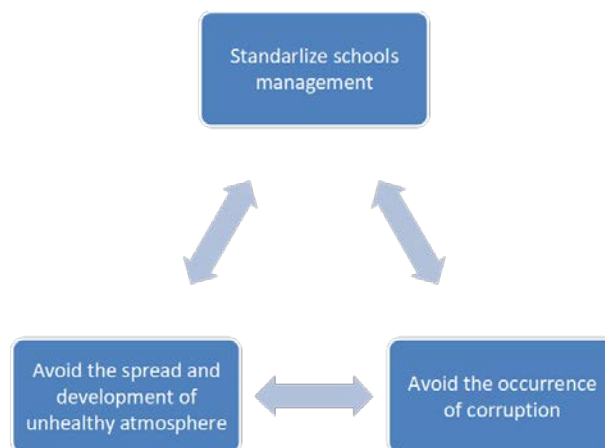 Standarlize schools
management
Avoid the spread and
development of
unhealthy atmosphere
Avoid the occurrence
of corruption